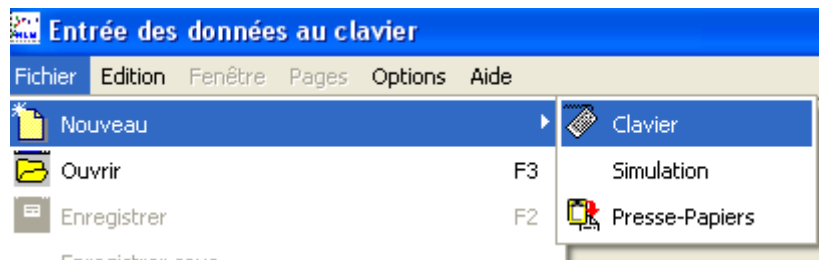 Entrée des données au clavier
Fichier Edition Fenêtre Pages Options Aide
Nouveau Clavier
Ouvrir F3 Simulation
Enregistrer F2 Presse-Papiers